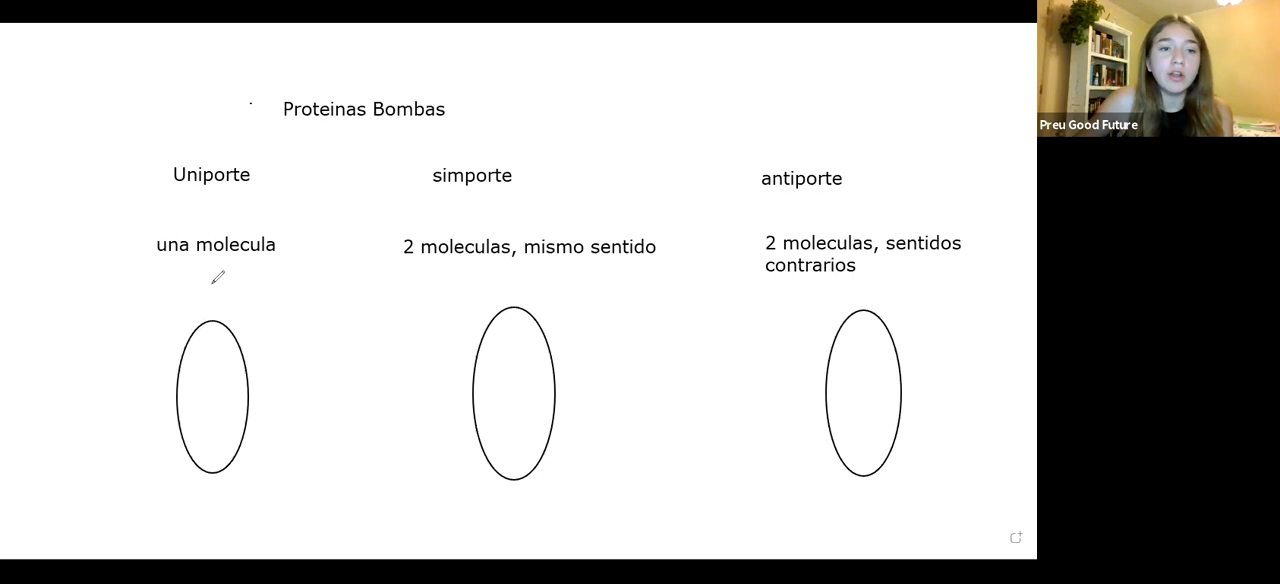 Proteinas Bombas
Uniporte
simporte
antiporte
una molecula
2 moleculas, mismo sentido
2 moleculas, sentidos
contrarios
Preu Good Future